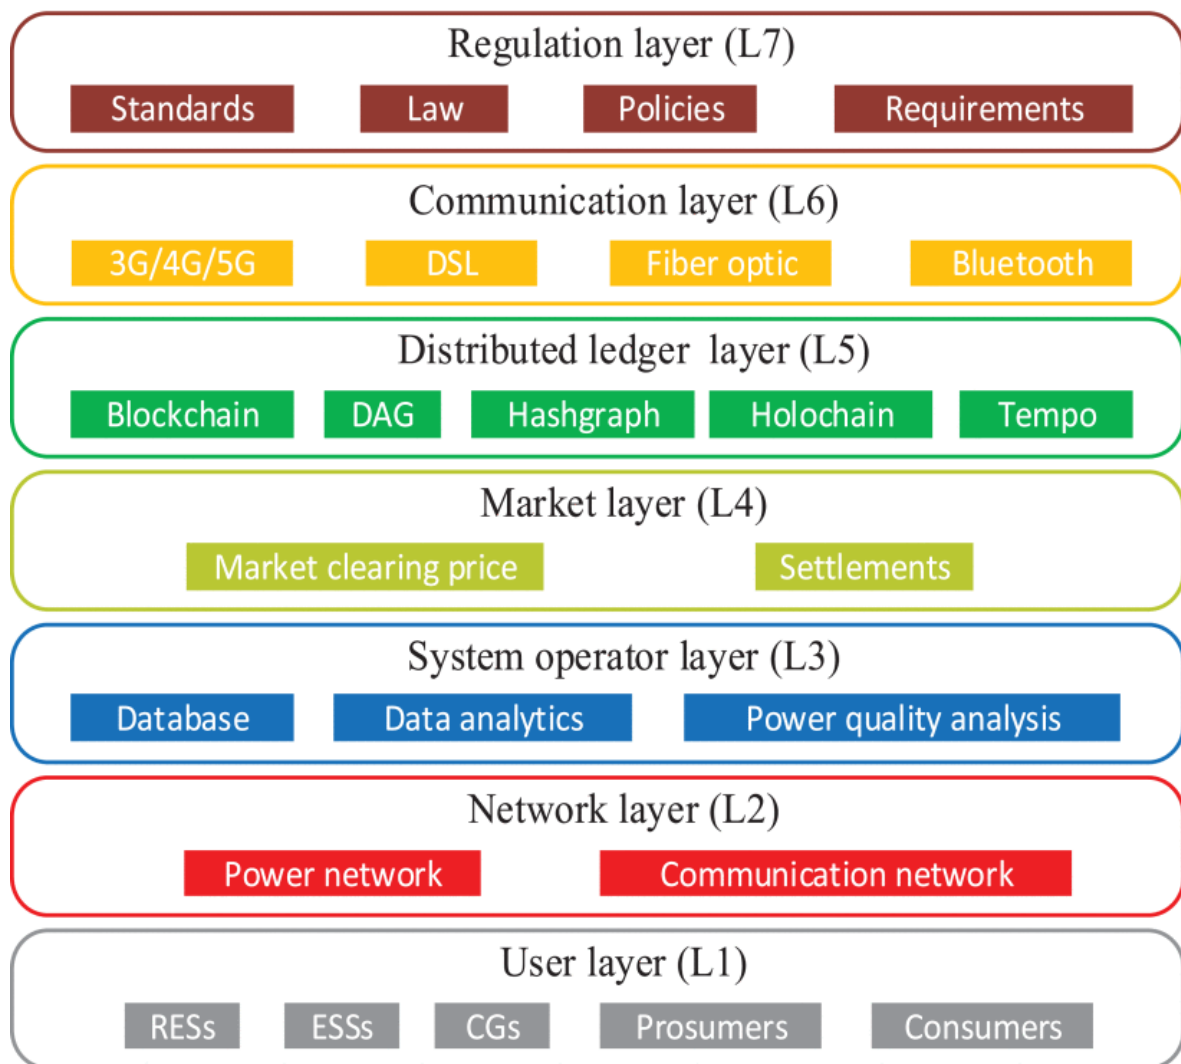 Regulation layer (L7)
Standards Law Policies Requirements
Communication layer (L6)
3G/4G/5G DSL Fiber optic Bluetooth
Distributed ledger layer (L5)
Blockchain DAG Hashgraph Holochain Tempo
Market layer (L4)
Market clearing price Settlements
System operator layer (L3)
Database Data analytics Power quality analysis
Network layer (L2)
Power network Communication network
User layer (L1)
RESs ESSs CGs Prosumers Consumers